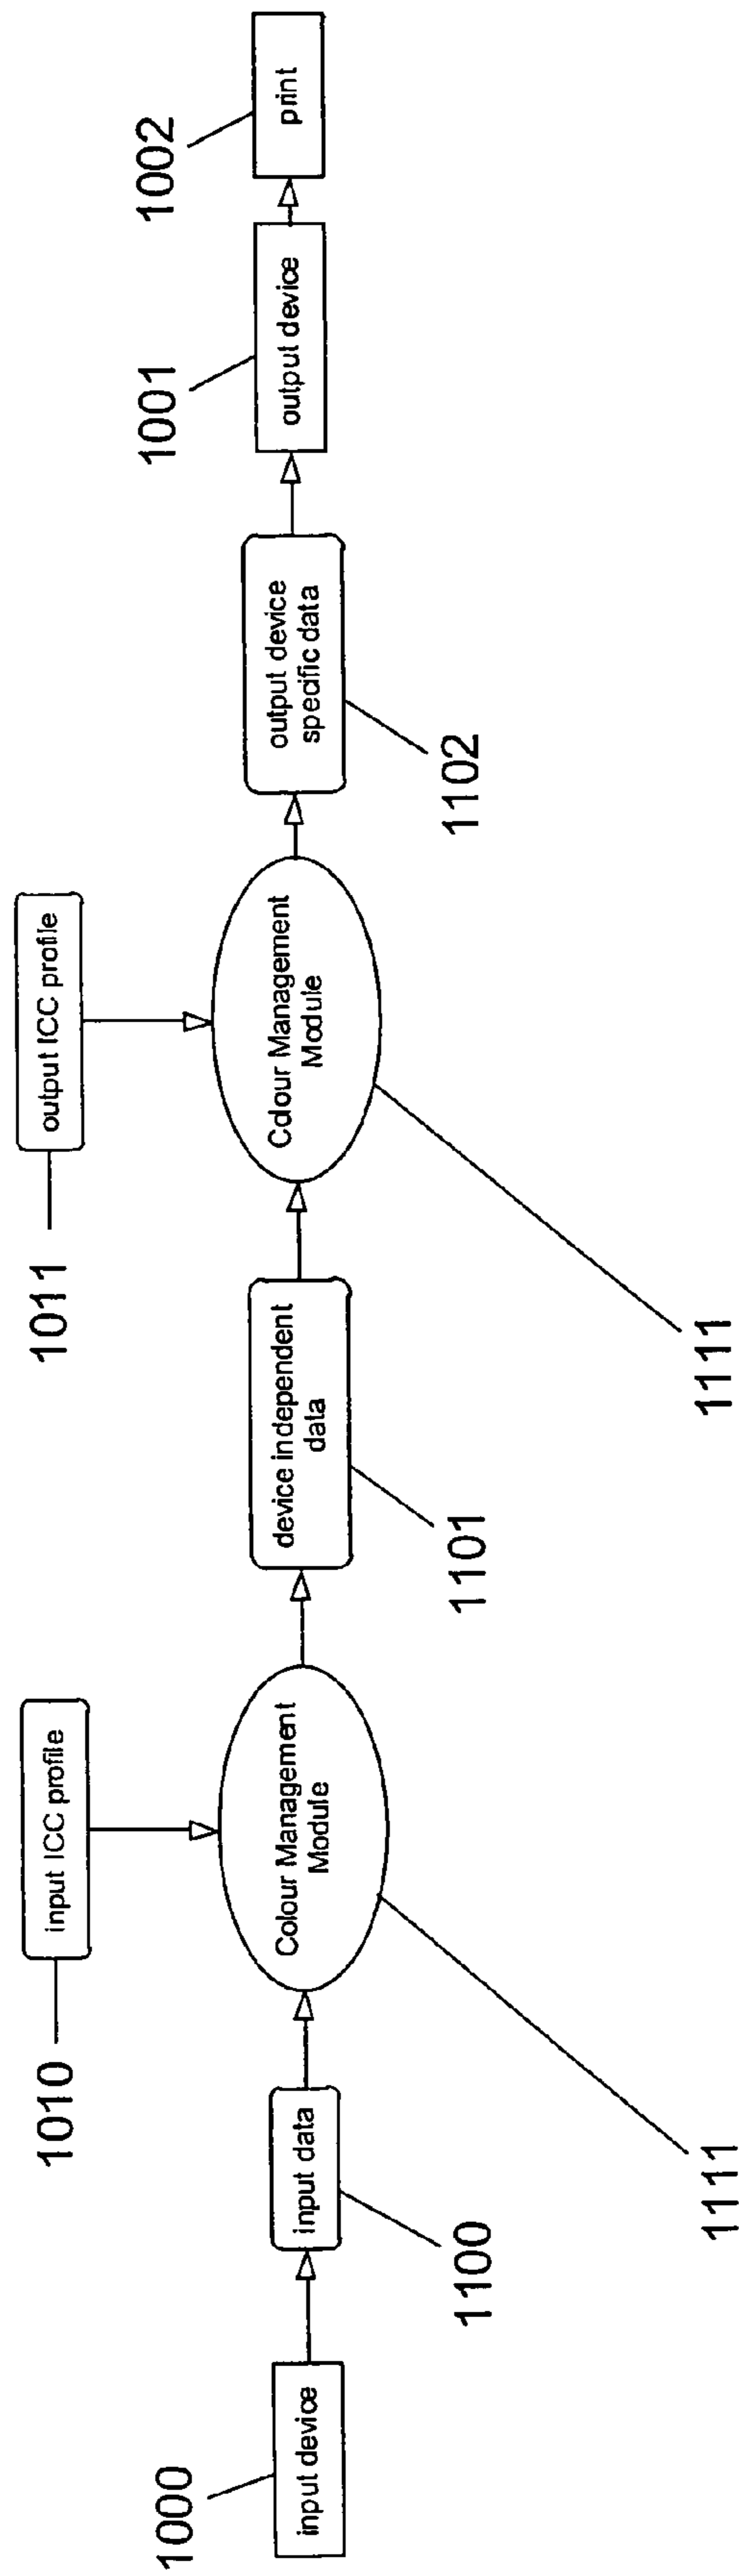 1010
input ICC profile
1011
output ICC profile
1000
input device
input data
1100
Colour Management
Module
1111
device independent
data
1101
Colour Management
Module
1111
output device
specific data
1102
1001
output device
1002
print